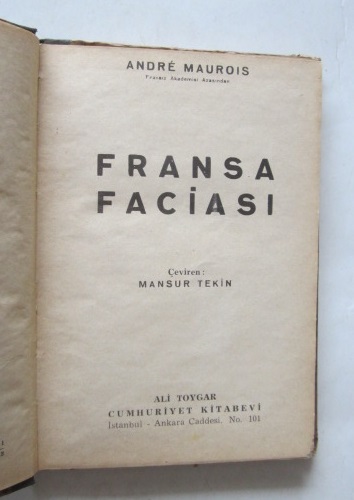 ANDRÉ MAUROIS
Fransız Akademisi Azasından
FRANSA
FACİASI
Çeviren :
MANSUR TEKİN
ALİ TOYGAR
CUMHURİYET KİTABEVİ
İstanbul - Ankara Caddesi. No. 101